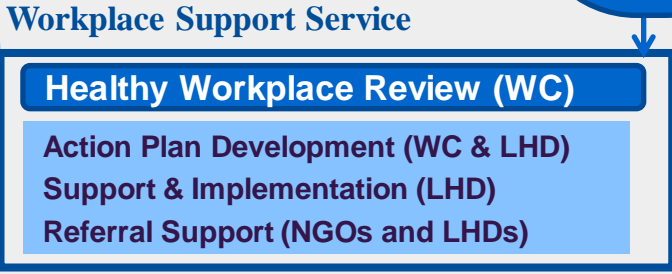 Workplace Support Service
Healthy Workplace Review (WC)
Action Plan Development (WC & LHD)
Support & Implementation (LHD)
Referral Support (NGOs and LHDs)